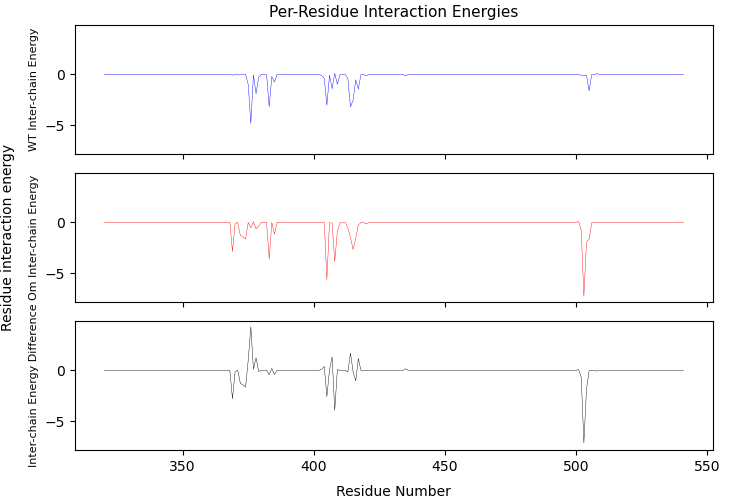 Per-Residue Interaction Energies
Residue interaction energy
WT Inter-chain Energy
0
−5
Om Inter-chain Energy
0
−5
Inter-chain Energy Difference
0
−5
350
400
450
500
550
Residue Number